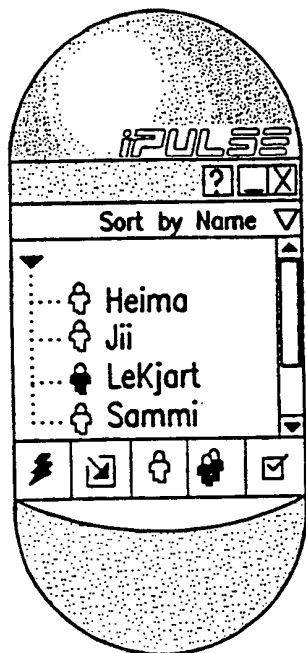 iPULSE
? _ X
Sort by Name
Heima
Jii
LeKjart
Sammi